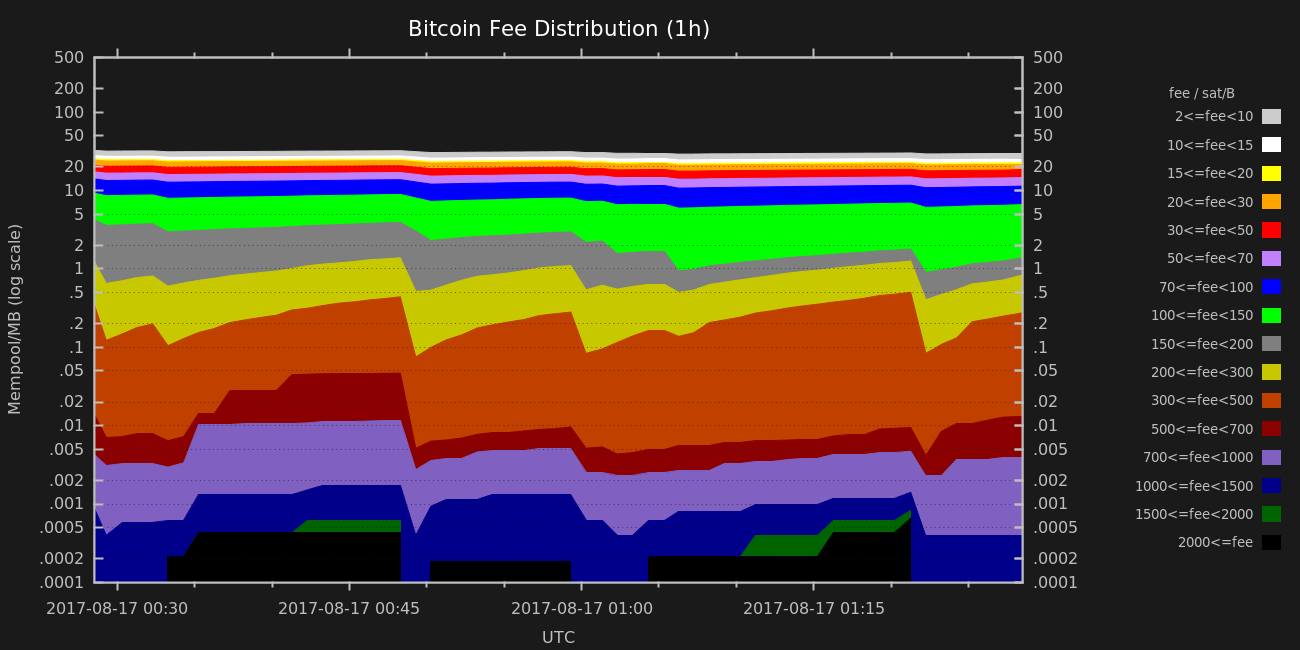 Bitcoin Fee Distribution (1h)
500
200
100
50
20
10
5
2
1
.5
.2
.1
.05
.02
.01
.005
.002
.001
.0005
.0002
.0001
Mempool/MB (log scale)
500
200
100
50
20
10
5
2
1
.5
.2
.1
.05
.02
.01
.005
.002
.001
.0005
.0002
.0001
2017-08-17 00:30 2017-08-17 00:45 2017-08-17 01:00 2017-08-17 01:15
UTC
fee / sat/B
2<=fee<10
10<=fee<15
15<=fee<20
20<=fee<30
30<=fee<50
50<=fee<70
70<=fee<100
100<=fee<150
150<=fee<200
200<=fee<300
300<=fee<500
500<=fee<700
700<=fee<1000
1000<=fee<1500
1500<=fee<2000
2000<=fee